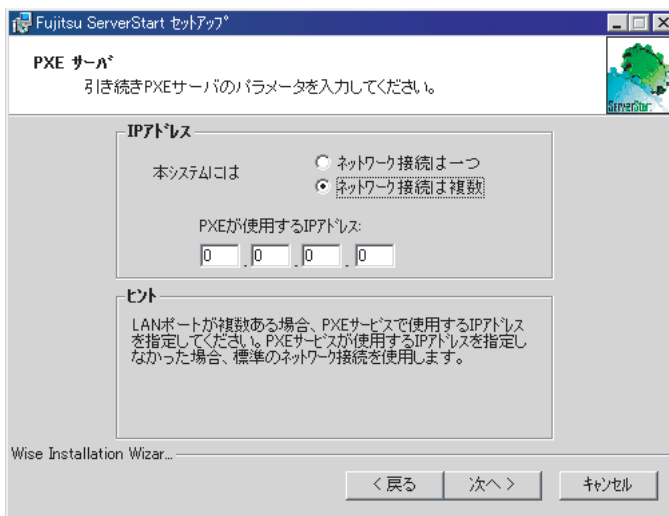 Fujitsu ServerStart ｾｯﾄｱｯﾌﾟ
PXE ｻｰﾊﾞ
引き続きPXEサーバのパラメータを入力してください。
ServerStart
IPｱﾄﾞﾚｽ
本ｼｽﾃﾑには
ﾈｯﾄﾜｰｸ接続は一つ
ﾈｯﾄﾜｰｸ接続は複数
PXEが使用するIPｱﾄﾞﾚｽ:
0 . 0 . 0 . 0
ﾋﾝﾄ
LANﾎﾟｰﾄが複数ある場合、PXEｻｰﾋﾞｽで使用するIPｱﾄﾞﾚｽ
を指定してください。PXEｻｰﾋﾞｽが使用するIPｱﾄﾞﾚｽを指定し
なかった場合、標準のﾈｯﾄﾜｰｸ接続を使用します。
Wise Installation Wizar...
< 戻る 次へ > ｷｬﾝｾﾙ